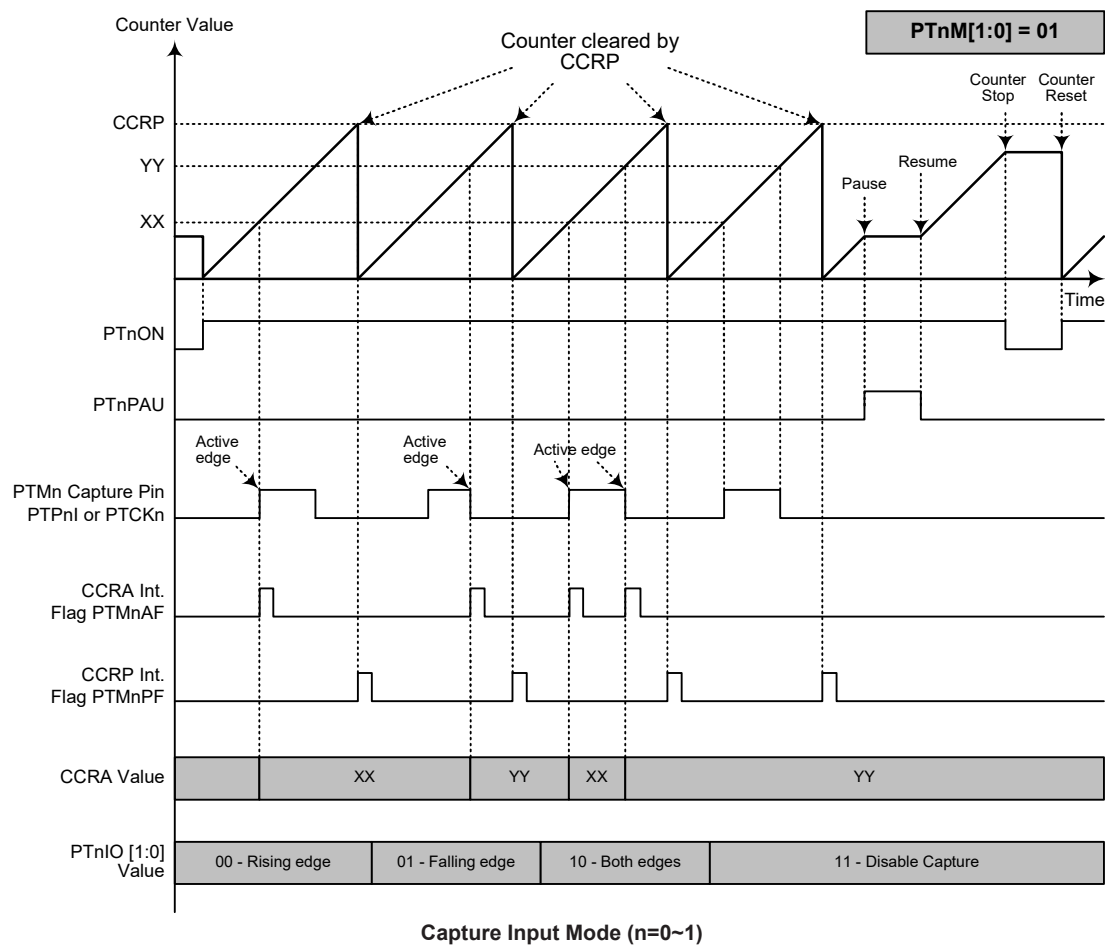 Counter Value
PTnM[1:0] = 01
Counter cleared by
CCRP
Counter
Stop
Counter
Reset
CCRP
YY
XX
Pause
Resume
Time
PTnON
PTnPAU
Active
edge
Active
edge
Active edge
PTMn Capture Pin
PTPnI or PTCKn
CCRA Int.
Flag PTMnAF
CCRP Int.
Flag PTMnPF
CCRA Value
XX
YY
XX
YY
PTnIO [1:0]
Value
00 - Rising edge
01 - Falling edge
10 - Both edges
11 - Disable Capture
Capture Input Mode (n=0~1)